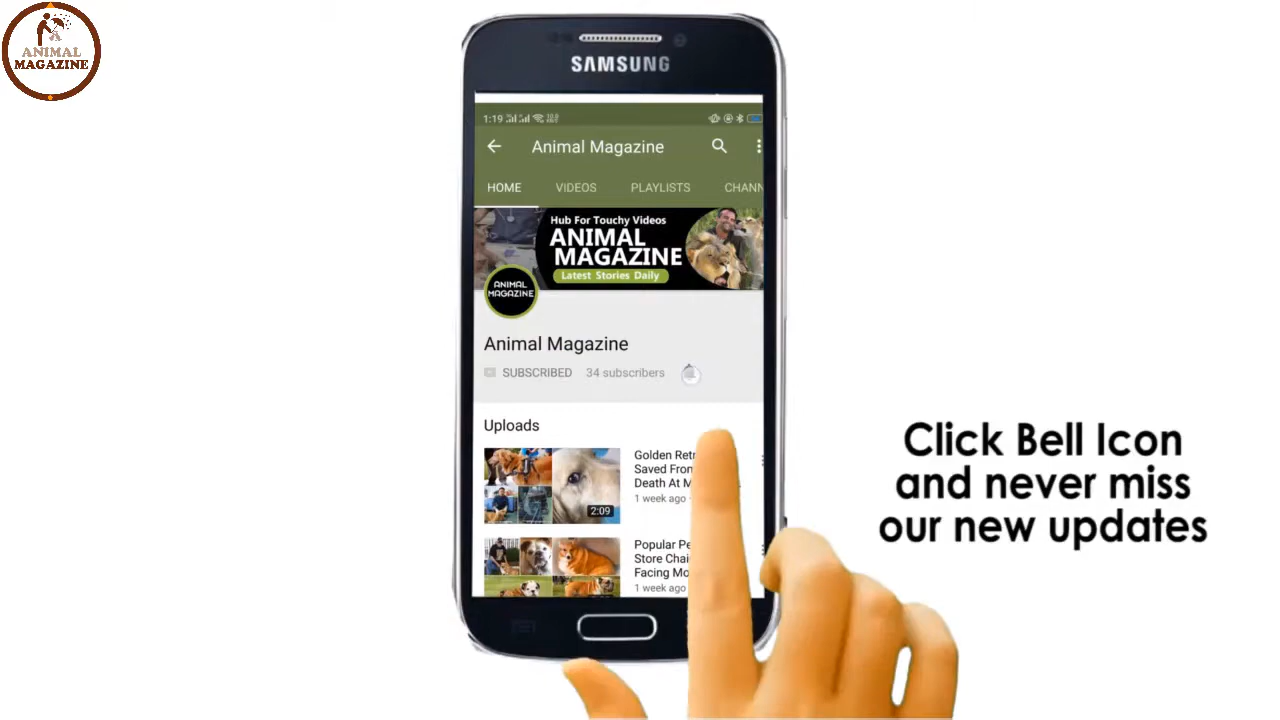 ANIMAL
MAGAZINE
SAMSUNG
1:19
Animal Magazine
HOME VIDEOS PLAYLISTS CHANN
Hub For Touchy Videos
ANIMAL
MAGAZINE
Latest Stories Daily
ANIMAL
MAGAZINE
Animal Magazine
SUBSCRIBED 34 subscribers
Uploads
Golden Retr
Saved From
Death At M
1 week ago
2:09
Popular Pe
Store Chai
Facing Mo
1 week ago
Click Bell Icon
and never miss
our new updates